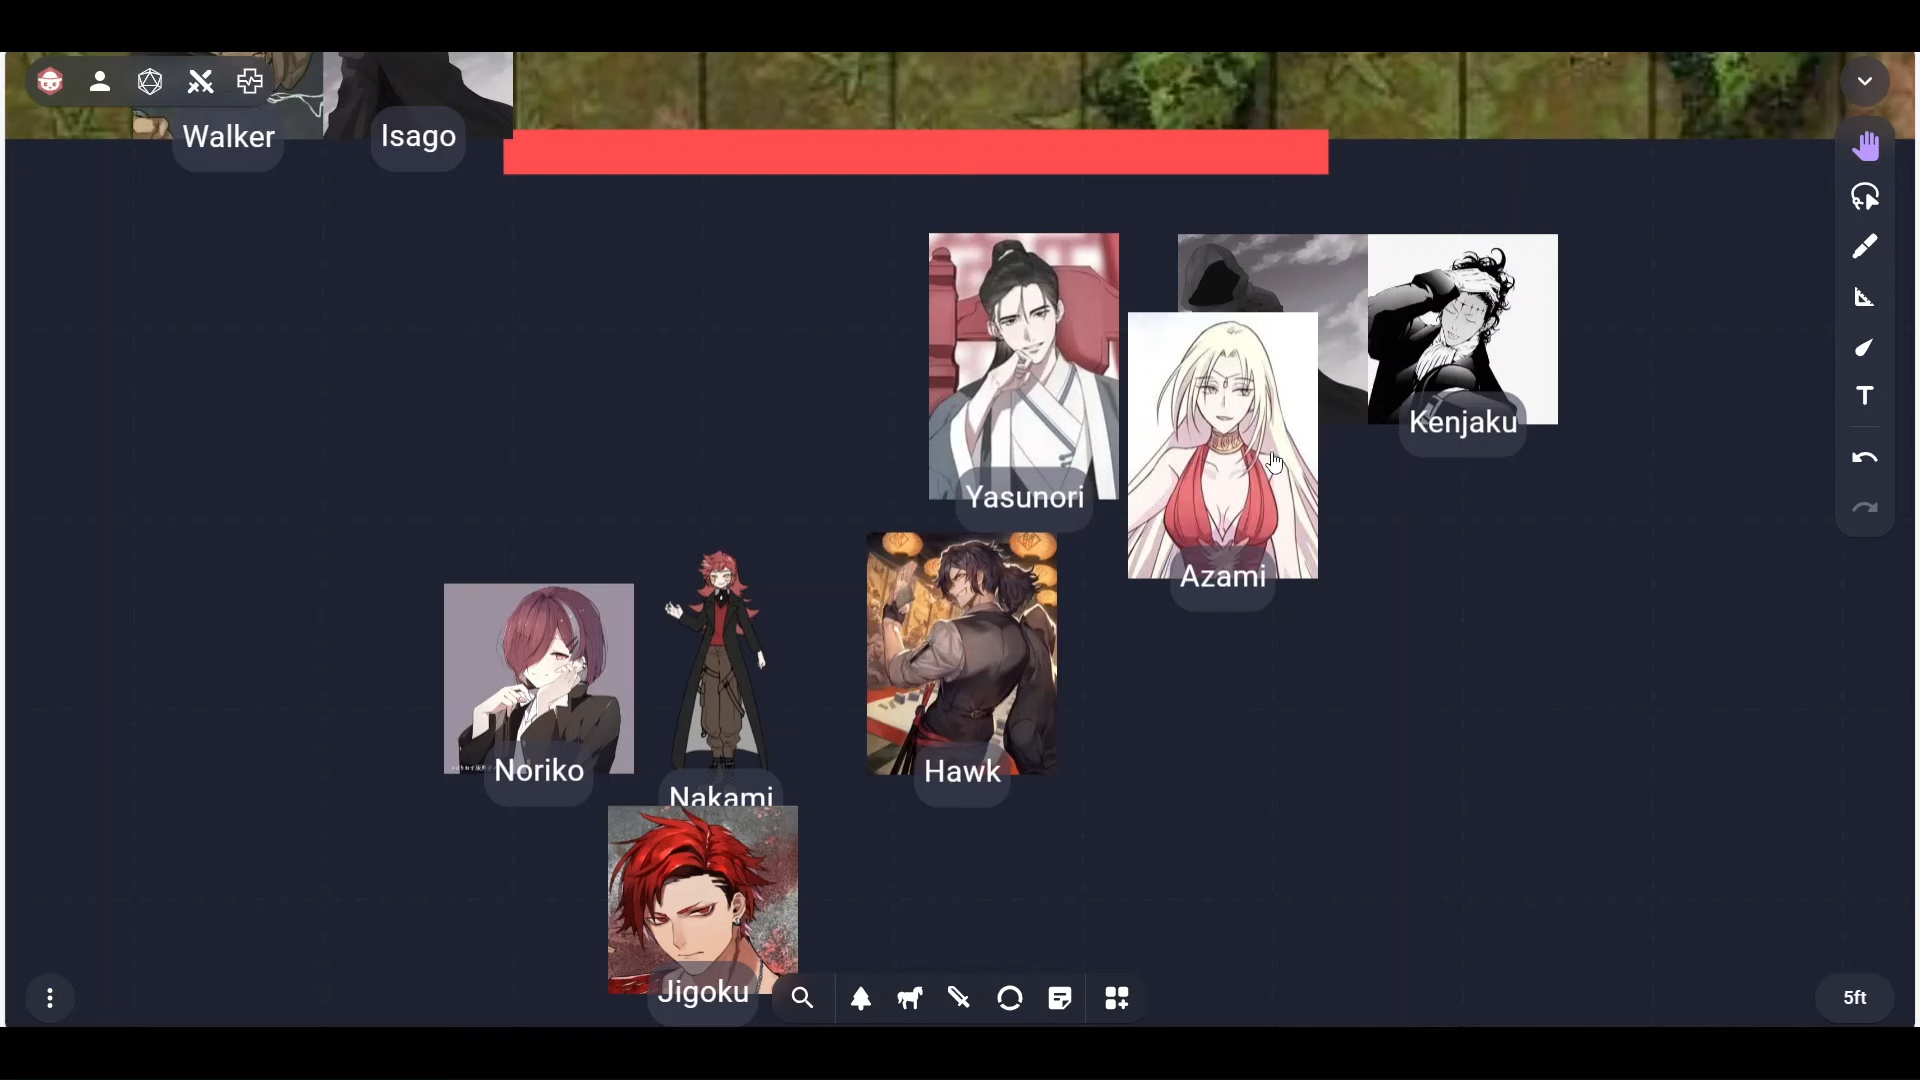 Walker
Isago
Kenjaku
Yasunori
Azami
Noriko
Nakami
Hawk
Jigoku
T
5ft